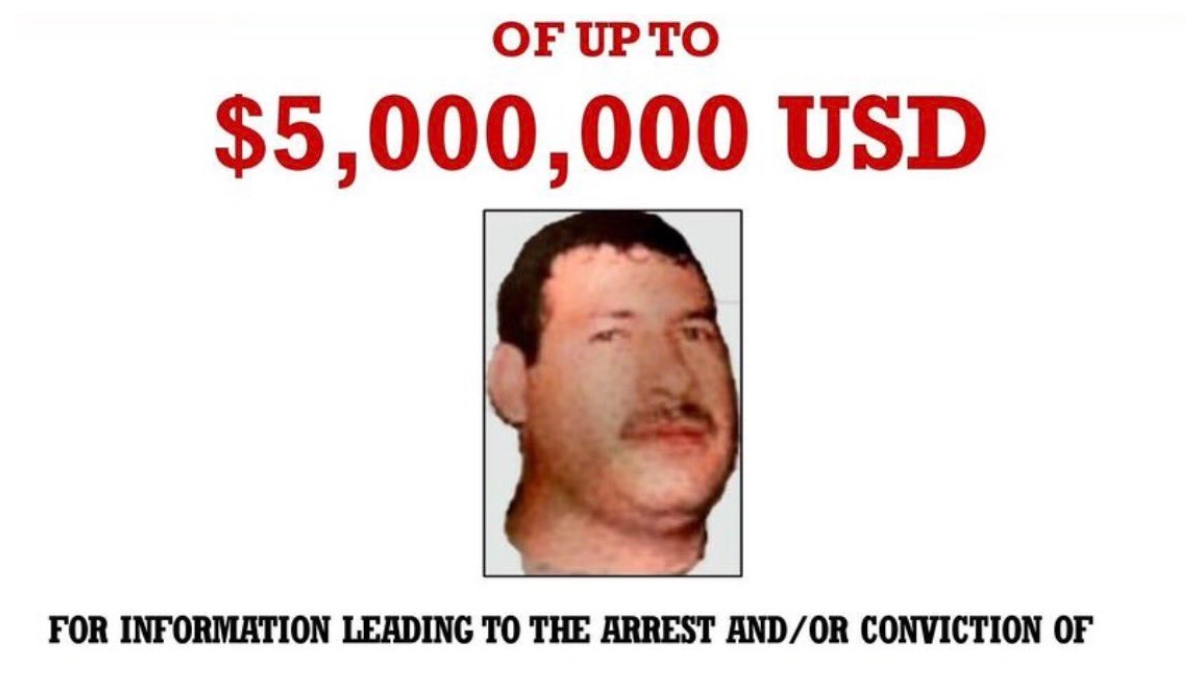 OF UP TO
$5,000,000 USD
FOR INFORMATION LEADING TO THE ARREST AND/OR CONVICTION OF